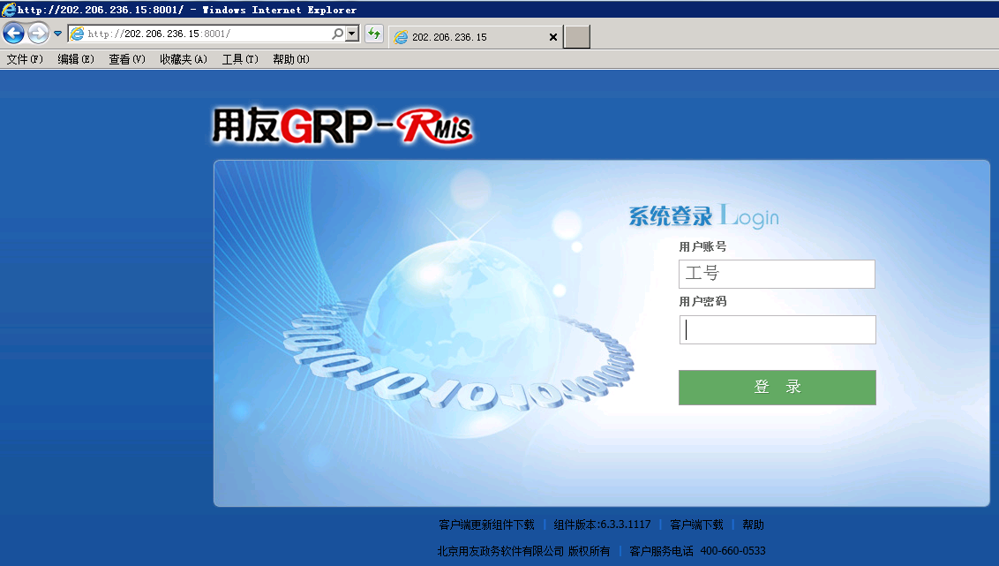 http://202.206.236.15:8001/ - Windows Internet Explorer
http://202.206.236.15:8001/
202.206.236.15
文件(F) 编辑(E) 查看(V) 收藏夹(A) 工具(T) 帮助(H)
用友GRP-RMiS
系统登录 Login
用户账号
工号
用户密码
登 录
客户端更新组件下载 | 组件版本:6.3.3.1117 | 客户端下载 | 帮助
北京用友政务软件有限公司 版权所有 | 客户服务电话 400-660-0533